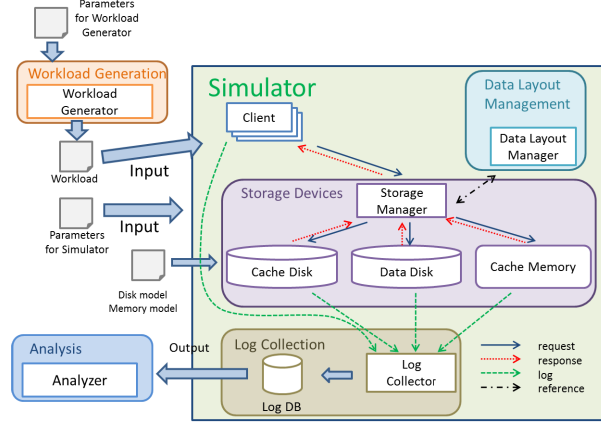 Parameters
for Workload
Generator
Workload Generation
Workload
Generator
Workload
Input
Parameters
for Simulator
Input
Disk model
Memory model
Simulator
Client
Data Layout
Management
Data Layout
Manager
Storage Devices
Storage
Manager
Cache Disk
Data Disk
Cache Memory
Analysis
Analyzer
Output
Log Collection
Log DB
Log
Collector
request
response
log
reference